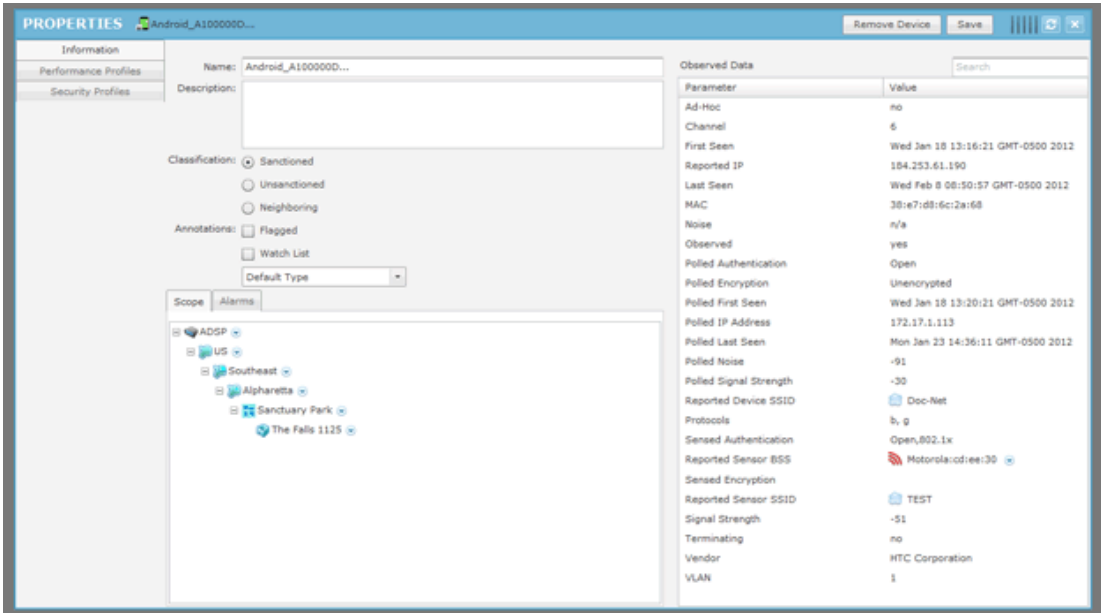 PROPERTIES Android_A100000D... Remove Device Save
Information
Performance Profiles
Security Profiles
Name: Android_A100000D...
Description:
Classification: Sanctioned
Unsanctioned
Neighboring
Annotations: Flagged
Watch List
Default Type
Scope Alarms
ADSP
US
Southeast
Alpharetta
Sanctuary Park
The Falls 1125
Observed Data Search
Parameter Value
Ad-Hoc no
Channel 6
First Seen Wed Jan 18 13:16:21 GMT-0500 2012
Reported IP 184.253.61.190
Last Seen Wed Feb 8 08:50:57 GMT-0500 2012
MAC 38:e7:d8:6c:2a:68
Noise n/a
Observed yes
Polled Authentication Open
Polled Encryption Unencrypted
Polled First Seen Wed Jan 18 13:20:21 GMT-0500 2012
Polled IP Address 172.17.1.113
Polled Last Seen Mon Jan 23 14:36:11 GMT-0500 2012
Polled Noise -91
Polled Signal Strength -30
Reported Device SSID Doc-Net
Protocols b, g
Sensed Authentication Open,802.1x
Reported Sensor BSS Motorola:cd:ee:30
Sensed Encryption
Reported Sensor SSID TEST
Signal Strength -51
Terminating no
Vendor HTC Corporation
VLAN 1